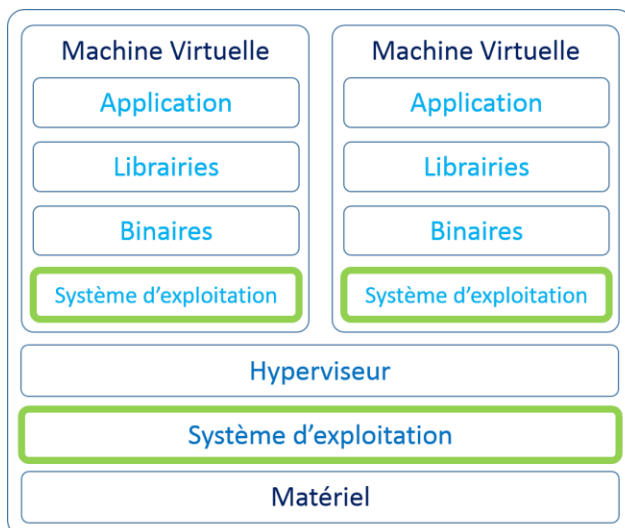 Machine Virtuelle
Application
Librairies
Binaires
Système d'exploitation
Machine Virtuelle
Application
Librairies
Binaires
Système d'exploitation
Hyperviseur
Système d'exploitation
Matériel